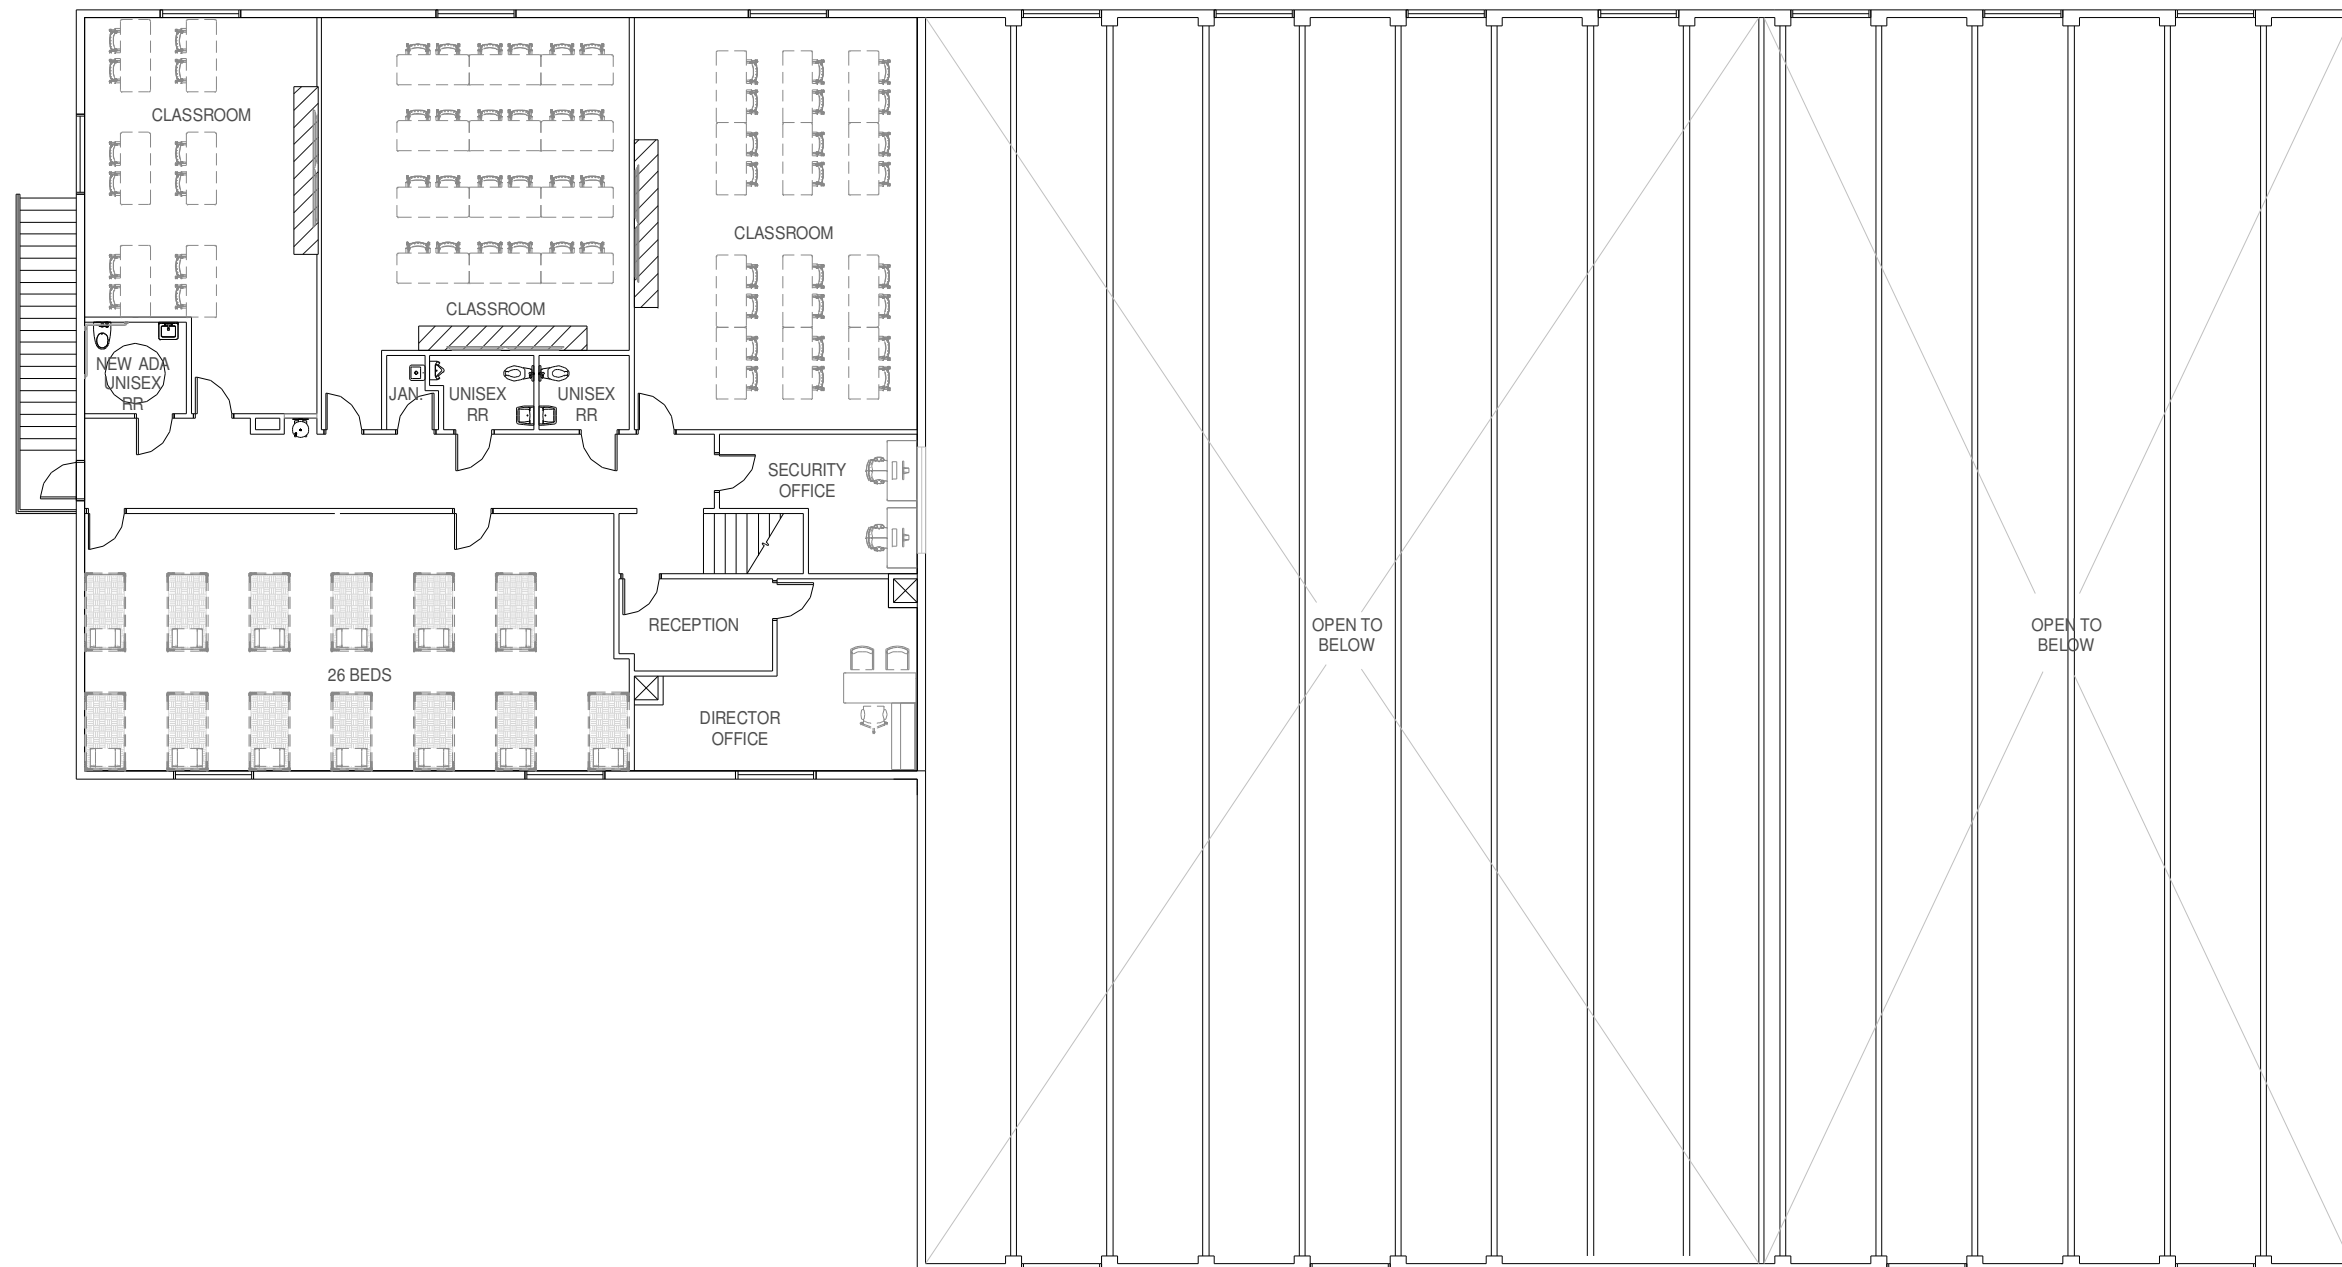 CLASSROOM
CLASSROOM
CLASSROOM
NEW ADA
UNISEX
RR
JAN.
UNISEX
RR
UNISEX
RR
SECURITY
OFFICE
RECEPTION
26 BEDS
DIRECTOR
OFFICE
OPEN TO
BELOW
OPEN TO
BELOW